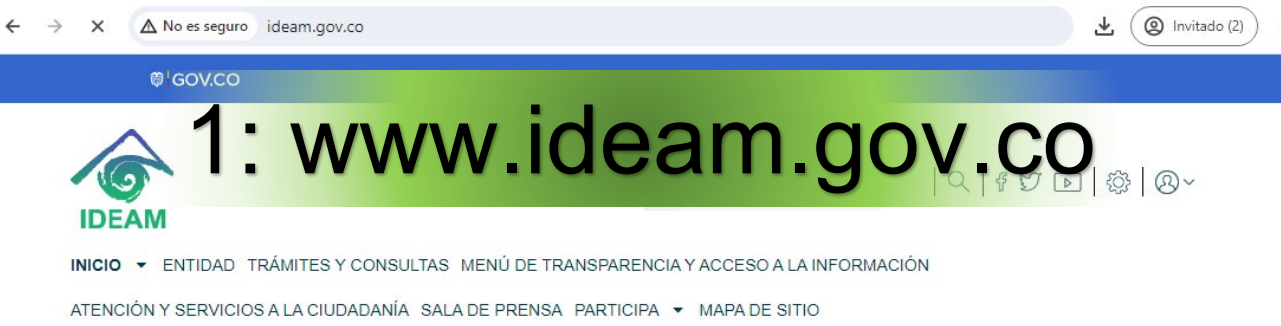 No es seguro ideam.gov.co Invitado (2)
GOV.CO
1: www.ideam.gov.co
IDEAM
INICIO ENTIDAD TRÁMITES Y CONSULTAS MENÚ DE TRANSPARENCIA Y ACCESO A LA INFORMACIÓN
ATENCIÓN Y SERVICIOS A LA CIUDADANÍA SALA DE PRENSA PARTICIPA MAPA DE SITIO